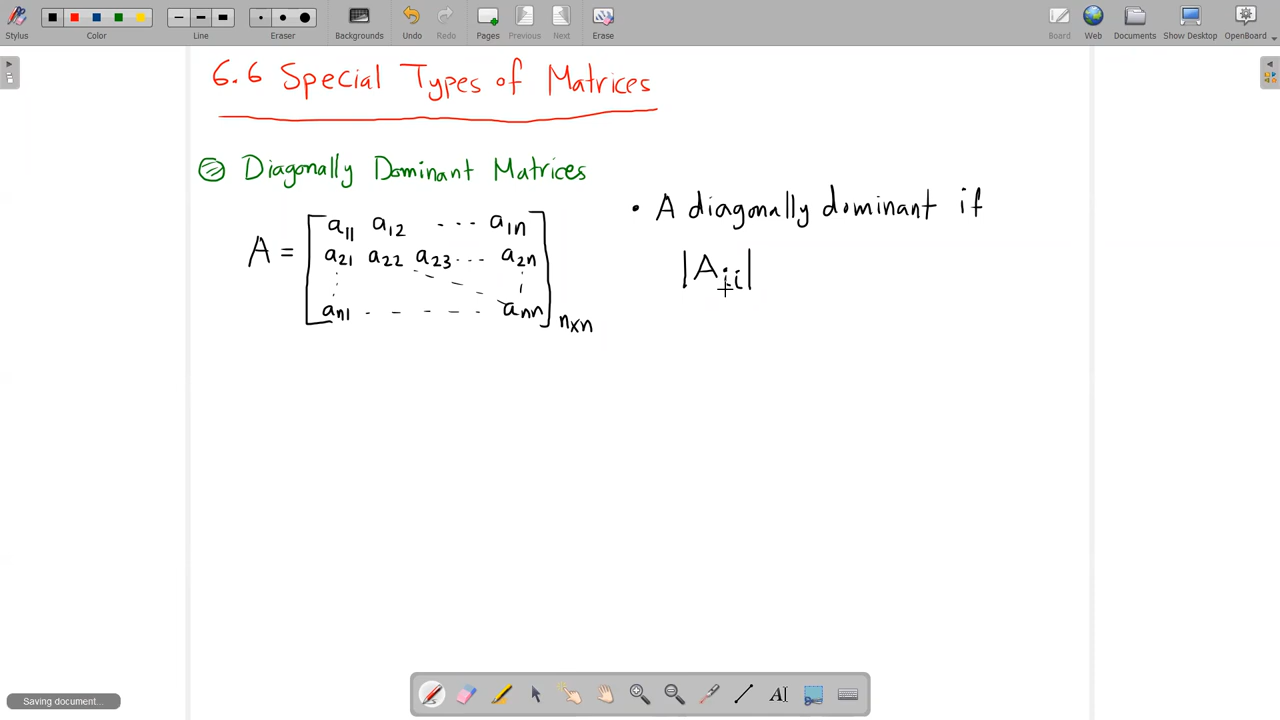 Stylus
Color
Line
Eraser
Backgrounds
Undo
Redo
Pages
Previous
Next
Erase
Board
Web
Documents
Show Desktop
OpenBoard
6.6 Special Types of Matrices
Diagonally Dominant Matrices
• A diagonally dominant if
A = [ a11 a12 ... a1n
a21 a22 a23 ... a2n
an1 . - - - - . ann ] nxn
|Aii|
AI
Saving document...